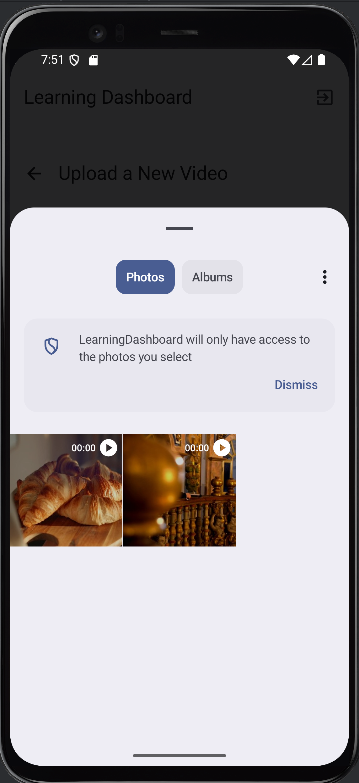 7:51
Learning Dashboard
Upload a New Video
Photos
Albums
LearningDashboard will only have access to
the photos you select
Dismiss
00:00
00:00